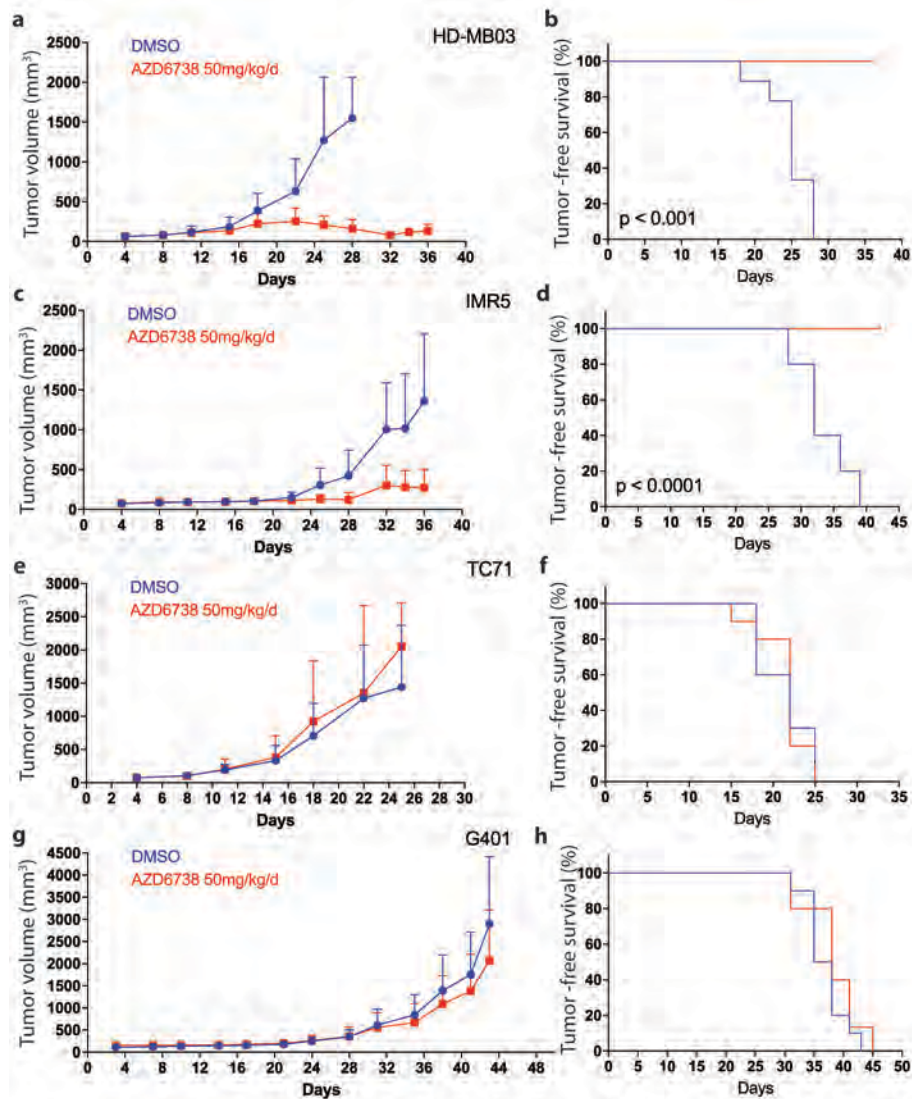 a
HD-MB03
DMSO
AZD6738 50mg/kg/d
Tumor volume (mm³)
2500
2000
1500
1000
500
0
0 4 8 12 16 20 24 28 32 36 40
Days
b
Tumor -free survival (%)
100
80
60
40
20
0
p < 0.001
0 5 10 15 20 25 30 35 40
Days
c
IMR5
DMSO
AZD6738 50mg/kg/d
Tumor volume (mm³)
2500
2000
1500
1000
500
0
0 4 8 12 16 20 24 28 32 36 40
Days
d
Tumor -free survival (%)
100
80
60
40
20
0
p < 0.0001
0 5 10 15 20 25 30 35 40 45
Days
e
TC71
DMSO
AZD6738 50mg/kg/d
Tumor volume (mm³)
3000
2500
2000
1500
1000
500
0
0 2 4 6 8 10 12 14 16 18 20 22 24 26 28 30
Days
f
Tumor -free survival (%)
100
80
60
40
20
0
0 5 10 15 20 25 30 35
Days
g
G401
DMSO
AZD6738 50mg/kg/d
Tumor volume (mm³)
4500
4000
3500
3000
2500
2000
1500
1000
500
0
0 4 8 12 16 20 24 28 32 36 40 44 48
Days
h
Tumor -free survival (%)
100
80
60
40
20
0
0 5 10 15 20 25 30 35 40 45 50
Days